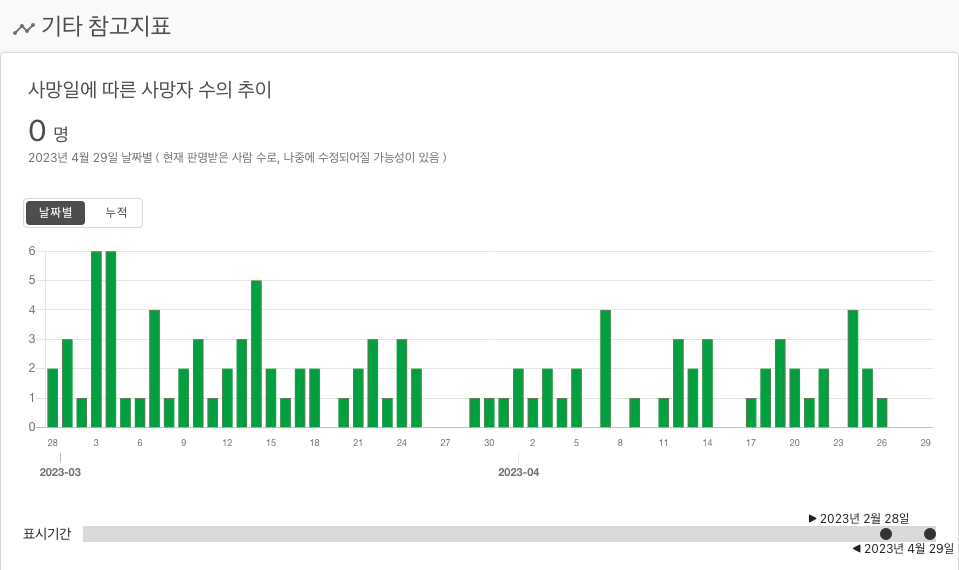 기타 참고지표
사망일에 따른 사망자 수의 추이
0 명
2023년 4월 29일 날짜별 ( 현재 판명받은 사람 수로, 나중에 수정되어질 가능성이 있음 )
날짜별 누적
6
5
4
3
2
1
0
28 3 6 9 12 15 18 21 24 27 30 2 5 8 11 14 17 20 23 26 29
2023-03 2023-04
▶ 2023년 2월 28일
표시기간
◀ 2023년 4월 29일